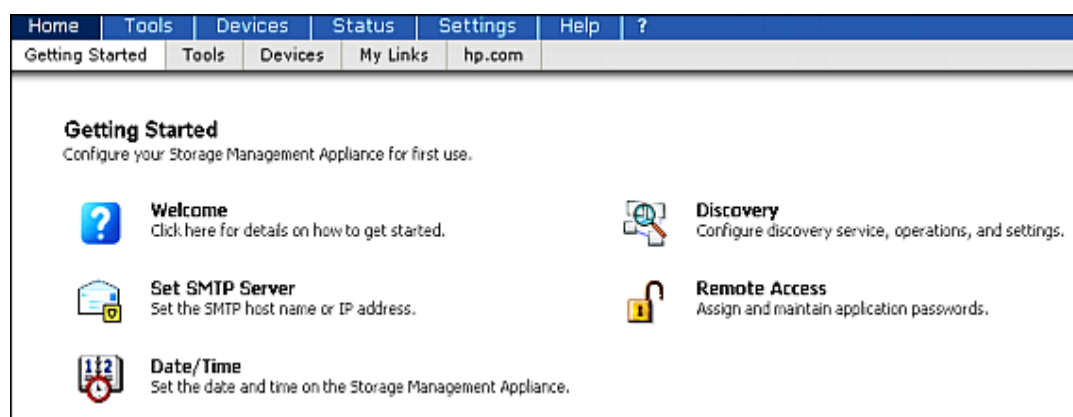 Home Tools Devices Status Settings Help ?
Getting Started Tools Devices My Links hp.com
Getting Started
Configure your Storage Management Appliance for first use.
Welcome
Click here for details on how to get started.
Discovery
Configure discovery service, operations, and settings.
Set SMTP Server
Set the SMTP host name or IP address.
Remote Access
Assign and maintain application passwords.
Date/Time
Set the date and time on the Storage Management Appliance.